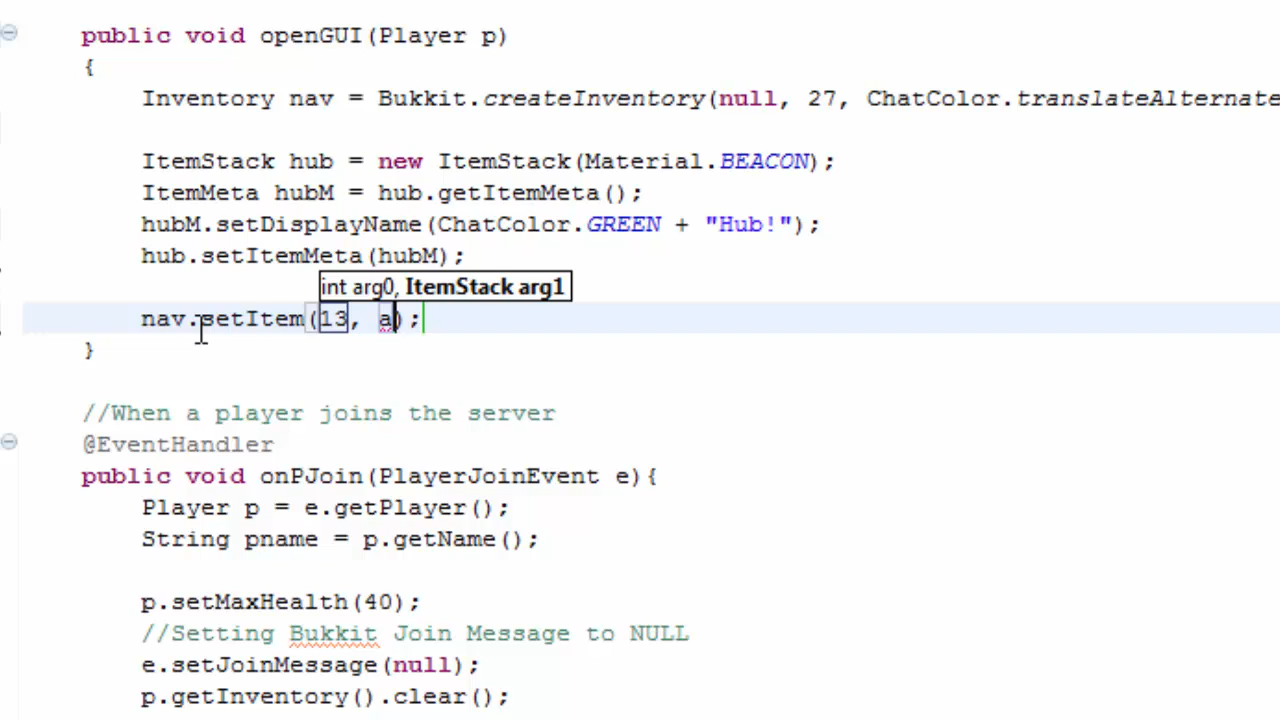 public void openGUI(Player p)
{
Inventory nav = Bukkit.createInventory(null, 27, ChatColor.translateAlternate
ItemStack hub = new ItemStack(Material.BEACON);
ItemMeta hubM = hub.getItemMeta();
hubM.setDisplayName(ChatColor.GREEN + "Hub!");
hub.setItemMeta(hubM);
int arg0, ItemStack arg1
nav.setItem(13, a);
}
//When a player joins the server
@EventHandler
public void onPJoin(PlayerJoinEvent e){
Player p = e.getPlayer();
String pname = p.getName();
p.setMaxHealth(40);
//Setting Bukkit Join Message to NULL
e.setJoinMessage(null);
p.getInventory().clear();